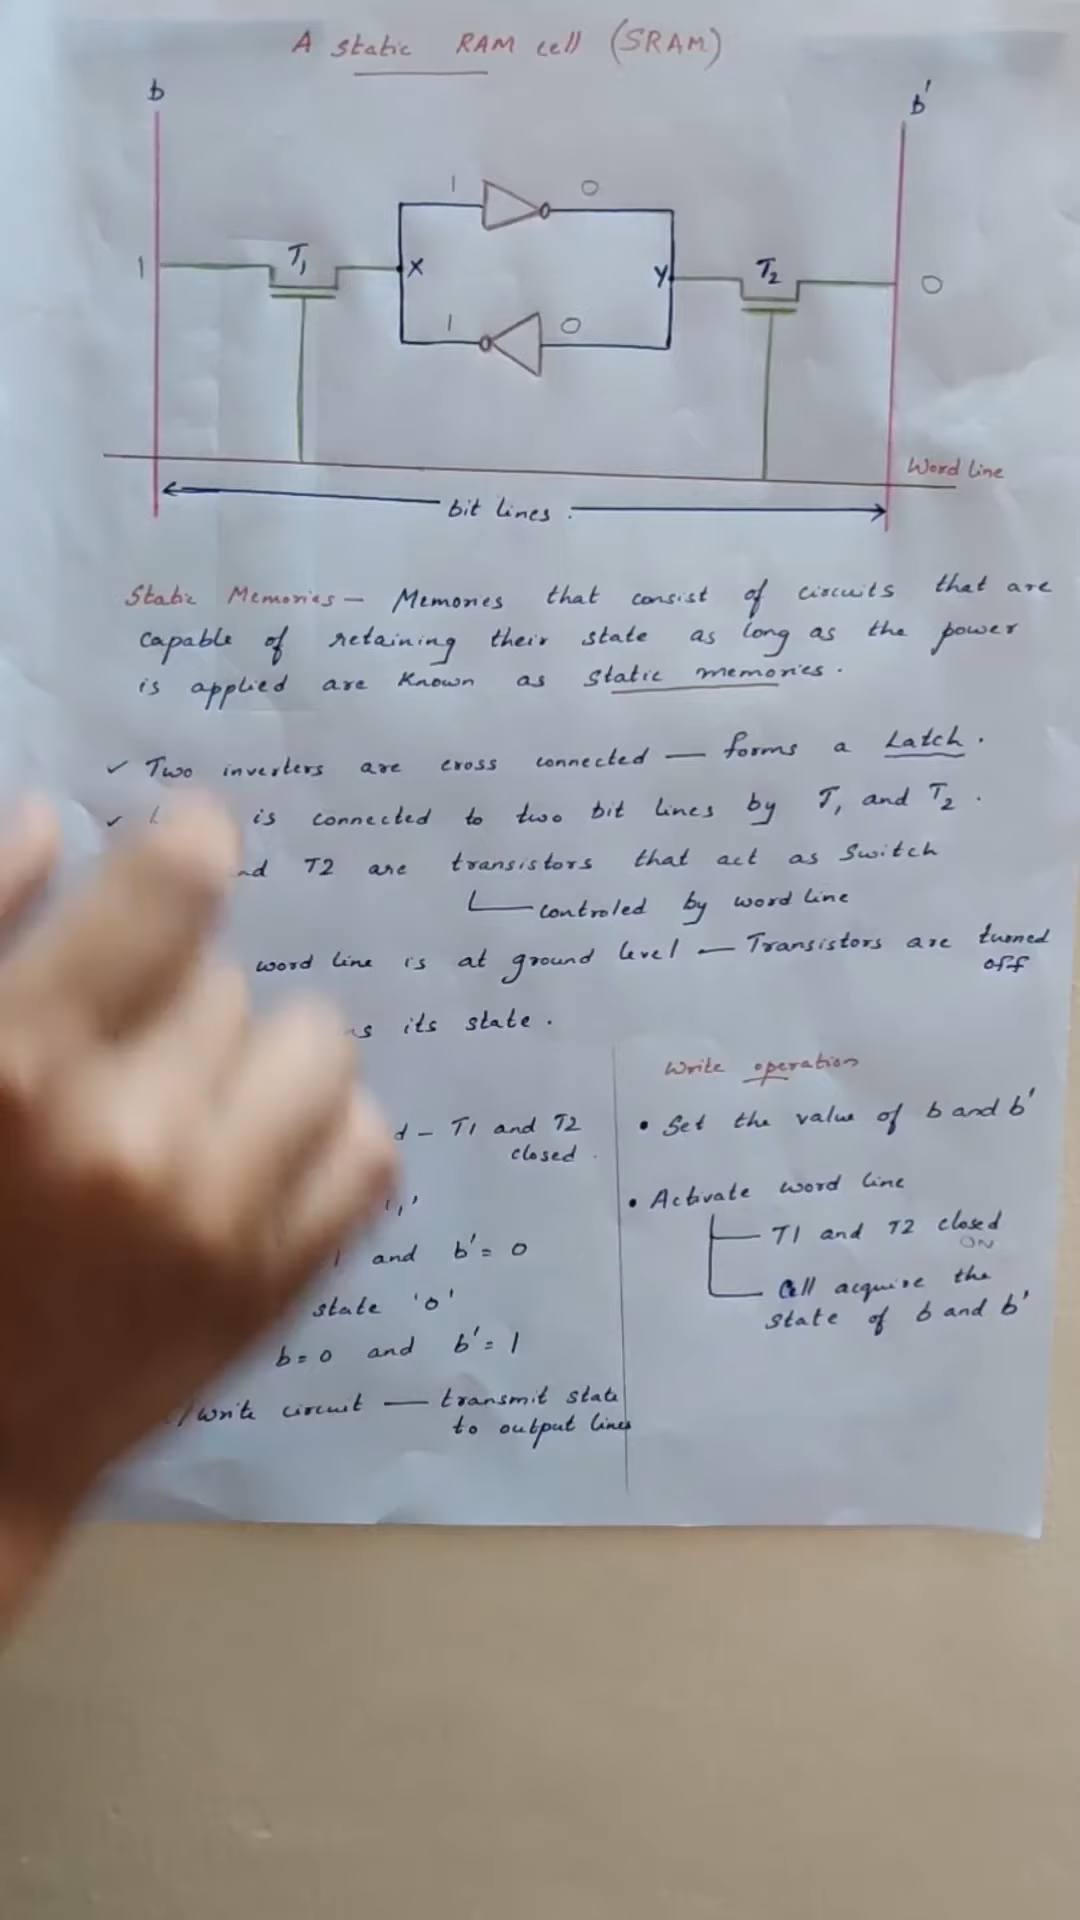 A static RAM cell (SRAM)
b
b'
1 0
T1
X
Y
T2
1
0
1 0
Word line
bit lines
Static Memories – Memories that consist of circuits that are
capable of retaining their state as long as the power
is applied are known as static memories.
✓ Two inverters are cross connected — forms a Latch.
✓ is connected to two bit lines by T1 and T2.
T2 are transistors that act as switch
controled by word line
word line is at ground level – Transistors are turned
off
its state.
Write operation
– T1 and T2
closed
• Set the value of b and b'
• Activate word line
T1 and T2 closed
ON
Cell acquire the
state of b and b'
and b' = 0
state '0'
b = 0 and b' = 1
/write circuit — transmit state
to output lines